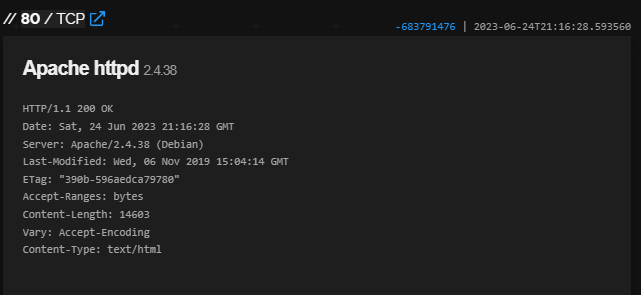 // 80 / TCP
-683791476 | 2023-06-24T21:16:28.593560
Apache httpd 2.4.38
HTTP/1.1 200 OK
Date: Sat, 24 Jun 2023 21:16:28 GMT
Server: Apache/2.4.38 (Debian)
Last-Modified: Wed, 06 Nov 2019 15:04:14 GMT
ETag: "390b-596aedca79780"
Accept-Ranges: bytes
Content-Length: 14603
Vary: Accept-Encoding
Content-Type: text/html